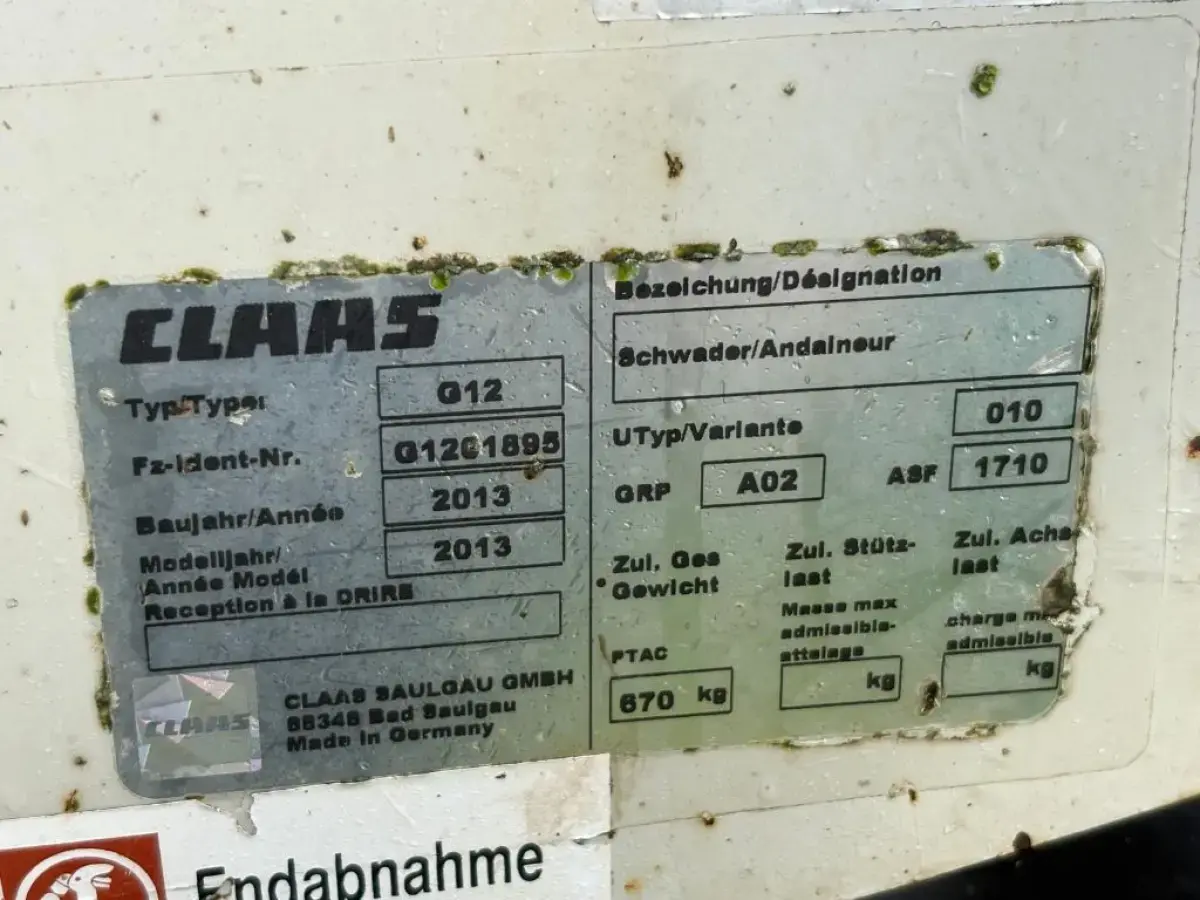 CLAAS
Typ/Type: G12
Fz-Ident-Nr. G1201895
Baujahr/Année 2013
Modelljahr/
Année Modél 2013
Reception à la DRIRE
CLAAS
CLAAS SAULGAU GMBH
88348 Bad Saulgau
Made in Germany
Bezeichung/Désignation
Schwader/Andaineur
UTyp/Variante 010
GRP A02 ASF 1710
Zul. Ges
Gewicht
PTAC
670 kg
Zul. Stütz-
last
Masse max
admissible-
attelage
kg
Zul. Achs-
last
charge
admissible
kg
Endabnahme